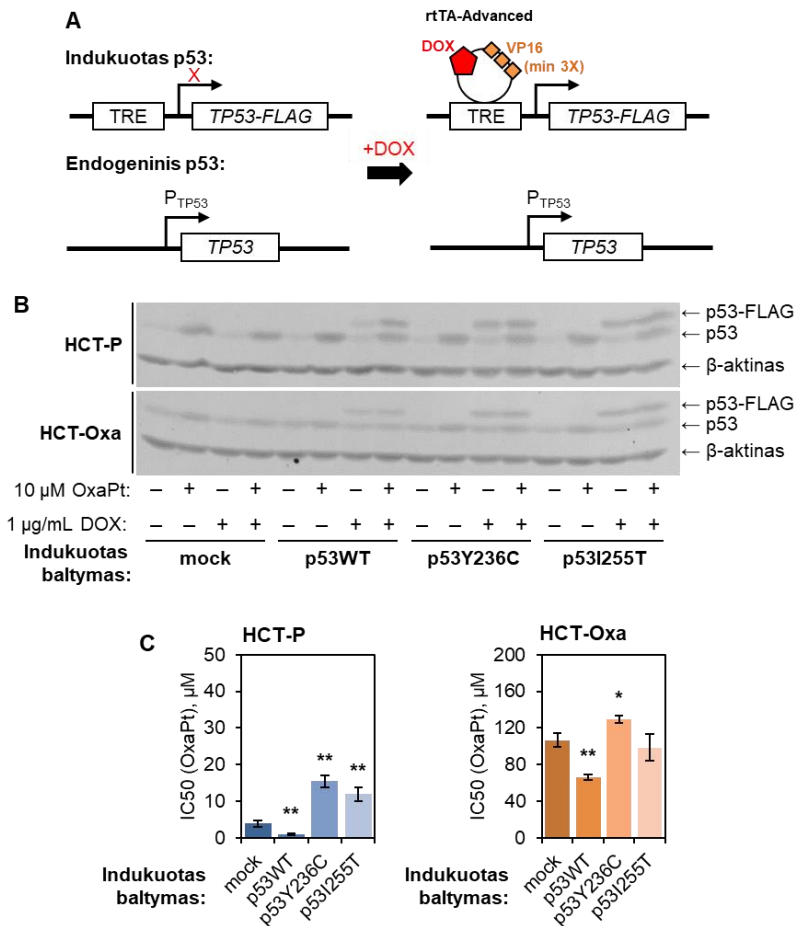 A
rtTA-Advanced
Indukuotas p53:
X
DOX
VP16
(min 3X)
TRE
TP53-FLAG
TRE
TP53-FLAG
+DOX
Endogeninis p53:
PTP53
TP53
PTP53
TP53
B
HCT-P
← p53-FLAG
← p53
← β-aktinas
HCT-Oxa
← p53-FLAG
← p53
← β-aktinas
10 µM OxaPt: – + – + – + – + – + – + – + – +
1 µg/mL DOX: – – + + – – + + – – + + – – + +
Indukuotas baltymas:
mock p53WT p53Y236C p53I255T
C
HCT-P
IC50 (OxaPt), µM
50
40
30
20
10
0
** ** **
Indukuotas baltymas:
mock p53WT p53Y236C p53I255T
HCT-Oxa
IC50 (OxaPt), µM
200
160
120
80
40
0
** *
Indukuotas baltymas:
mock p53WT p53Y236C p53I255T